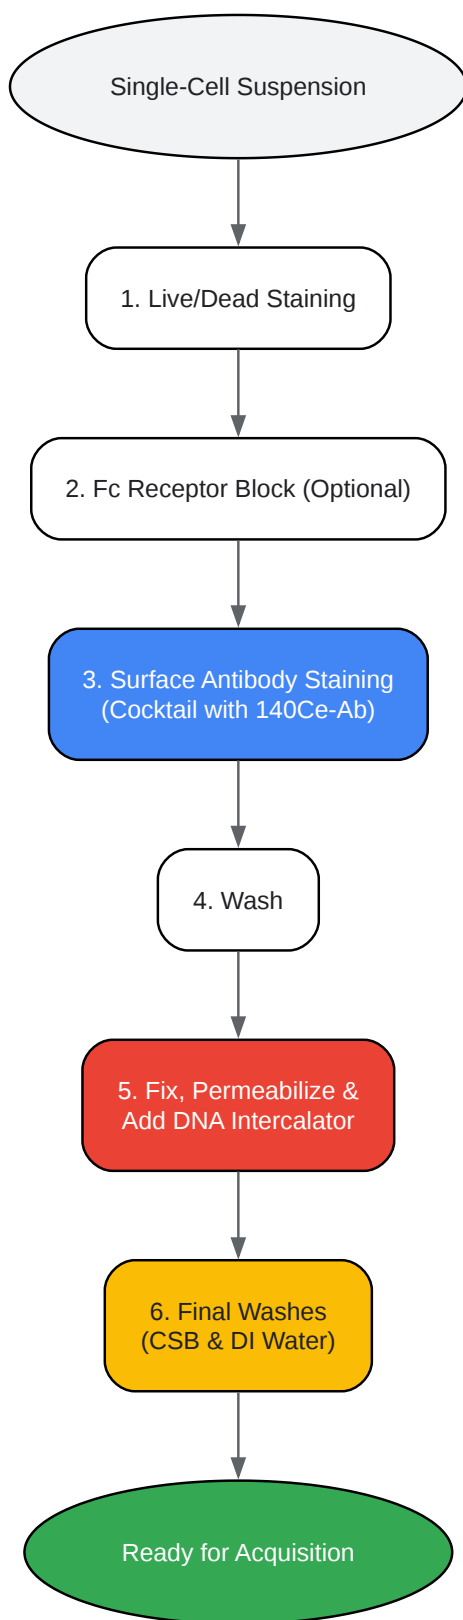 Single-Cell Suspension
1. Live/Dead Staining
2. Fc Receptor Block (Optional)
3. Surface Antibody Staining
(Cocktail with 140Ce-Ab)
4. Wash
5. Fix, Permeabilize &
Add DNA Intercalator
6. Final Washes
(CSB & DI Water)
Ready for Acquisition